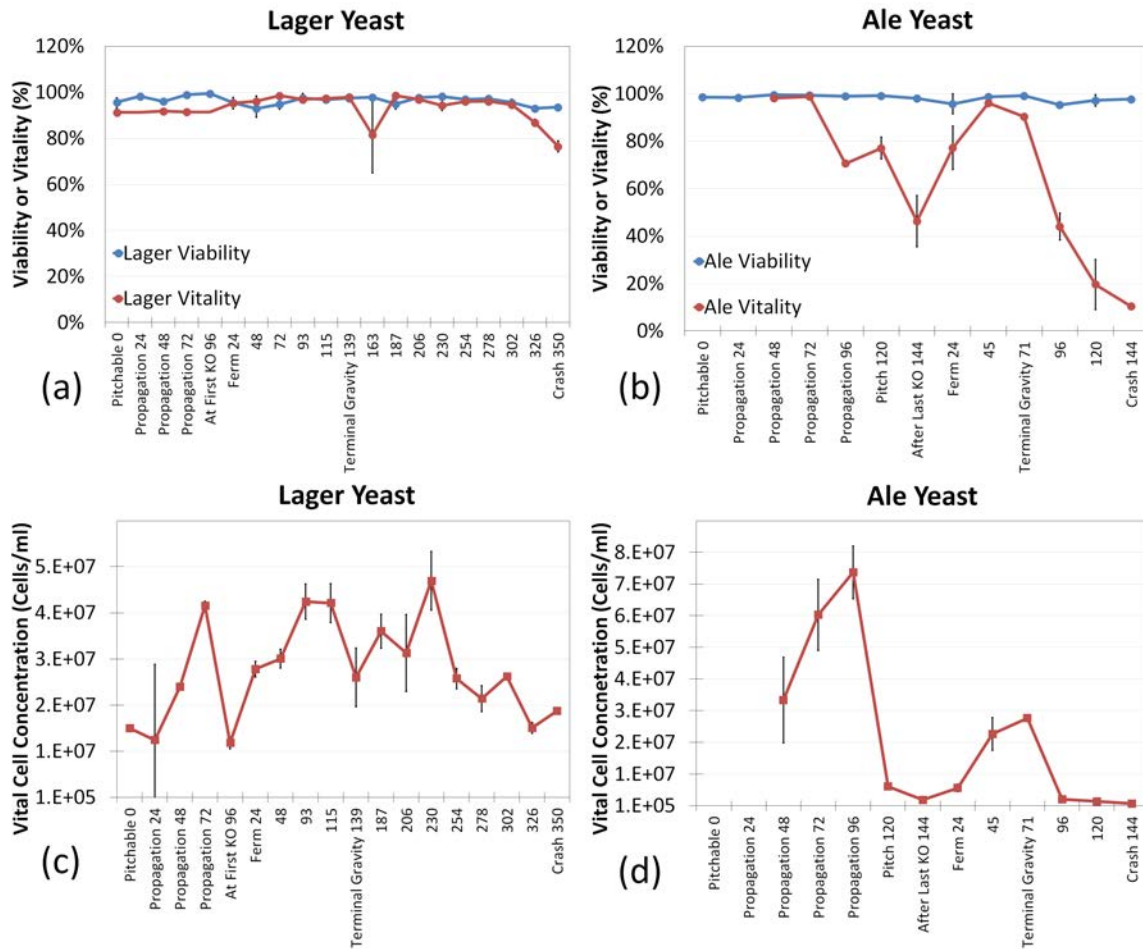 Lager Yeast
120%
100%
80%
60%
40%
20%
0%
Viability or Vitality (%)
Lager Viability
Lager Vitality
Pitchable 0
Propagation 24
Propagation 48
Propagation 72
At First KO 96
Ferm 24
48
72
93
115
Terminal Gravity 139
163
187
206
230
254
278
302
326
Crash 350
(a)
Ale Yeast
120%
100%
80%
60%
40%
20%
0%
Viability or Vitality (%)
Ale Viability
Ale Vitality
Pitchable 0
Propagation 24
Propagation 48
Propagation 72
Propagation 96
Pitch 120
After Last KO 144
Ferm 24
45
Terminal Gravity 71
96
120
Crash 144
(b)
Lager Yeast
5.E+07
4.E+07
3.E+07
2.E+07
1.E+07
1.E+05
Vital Cell Concentration (Cells/ml)
Pitchable 0
Propagation 24
Propagation 48
Propagation 72
At First KO 96
Ferm 24
48
93
115
Terminal Gravity 139
187
206
230
254
278
302
326
Crash 350
(c)
Ale Yeast
8.E+07
7.E+07
6.E+07
5.E+07
4.E+07
3.E+07
2.E+07
1.E+07
1.E+05
Vital Cell Concnetration (Cells/ml)
Pitchable 0
Propagation 24
Propagation 48
Propagation 72
Propagation 96
Pitch 120
After Last KO 144
Ferm 24
45
Terminal Gravity 71
96
120
Crash 144
(d)